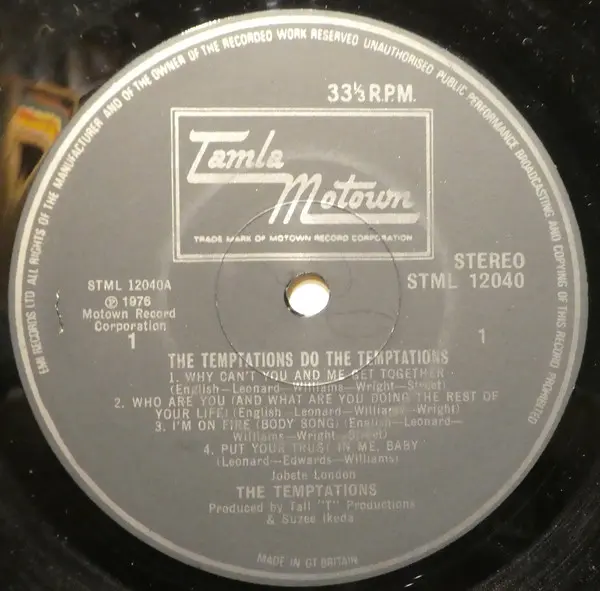 EMI RECORDS LTD ALL RIGHTS OF THE MANUFACTURER AND OF THE OWNER OF THE RECORDED WORK RESERVED UNAUTHORISED PUBLIC PERFORMANCE BROADCASTING AND COPYING OF THIS RECORD PROHIBITED
33⅓ R.P.M.
Tamla
Motown
TRADE MARK OF MOTOWN RECORD CORPORATION
STEREO
STML 12040A
STML 12040
Ⓟ 1976
Motown Record
Corporation
1
1
THE TEMPTATIONS DO THE TEMPTATIONS
1. WHY CAN'T YOU AND ME GET TOGETHER
(English—Leonard—Williams—Wright—Street)
2. WHO ARE YOU (AND WHAT ARE YOU DOING THE REST OF
YOUR LIFE) (English—Leonard—Williams—Wright)
3. I'M ON FIRE (BODY SONG) (English—Leonard—
Williams—Wright—Street)
4. PUT YOUR TRUST IN ME, BABY
(Leonard—Edwards—Williams)
Jobete London
THE TEMPTATIONS
Produced by Tall "T" Productions
& Suzee Ikeda
MADE IN GT BRITAIN